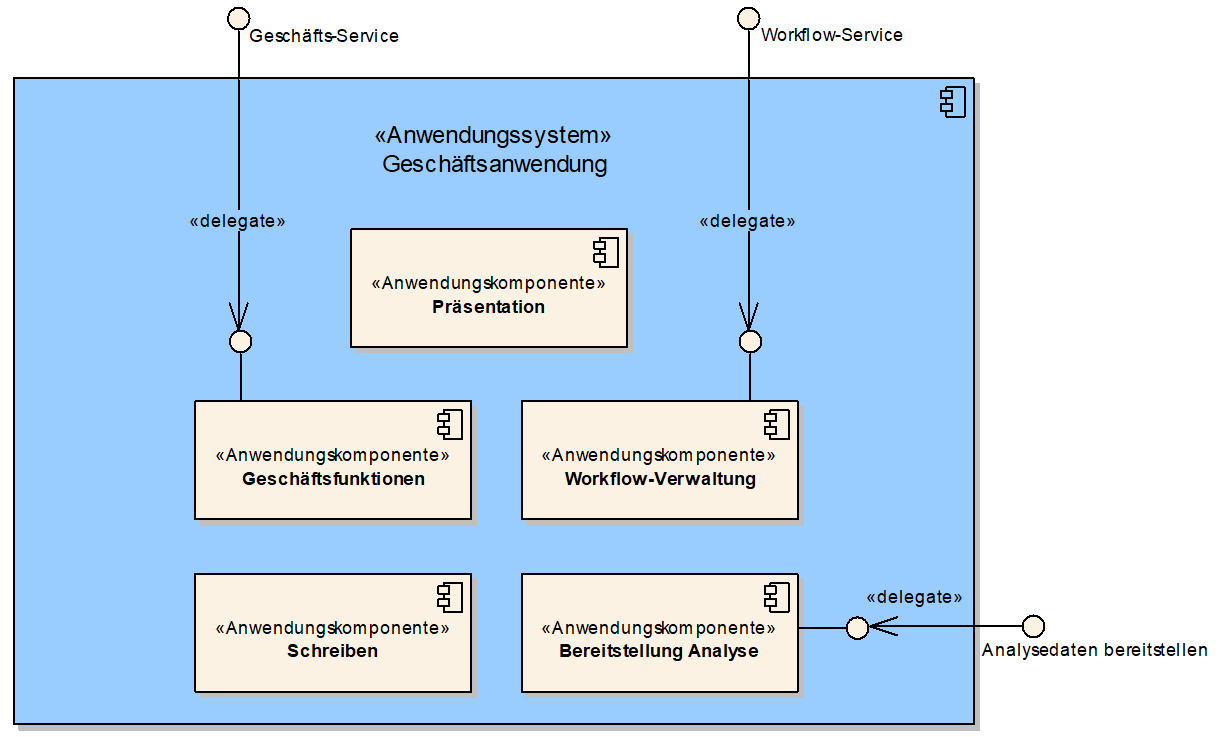 Geschäfts-Service
Workflow-Service
«Anwendungssystem»
Geschäftsanwendung
«delegate»
«delegate»
«Anwendungskomponente»
Präsentation
«Anwendungskomponente»
Geschäftsfunktionen
«Anwendungskomponente»
Workflow-Verwaltung
«Anwendungskomponente»
Schreiben
«Anwendungskomponente»
Bereitstellung Analyse
«delegate»
Analysedaten bereitstellen